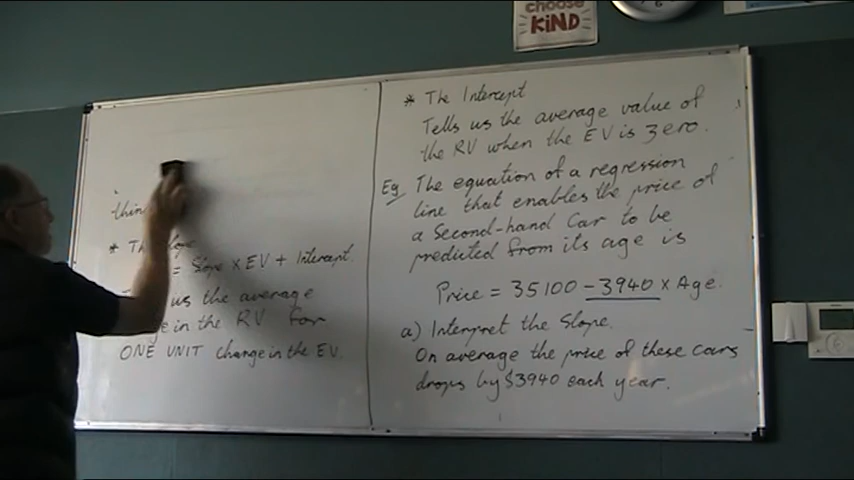 choose
KiND
thin
* The Slope
= Slope X EV + Intercept.
us the average
in the RV for
ONE UNIT change in the EV.
* The Intercept
Tells us the average value of
the RV when the EV is zero.
Eg The equation of a regression
line that enables the price of
a Second-hand Car to be
predicted from its age is
Price = 35100 - 3940 x Age.
a) Interpret the Slope.
On average the price of these cars
drops by $3940 each year.